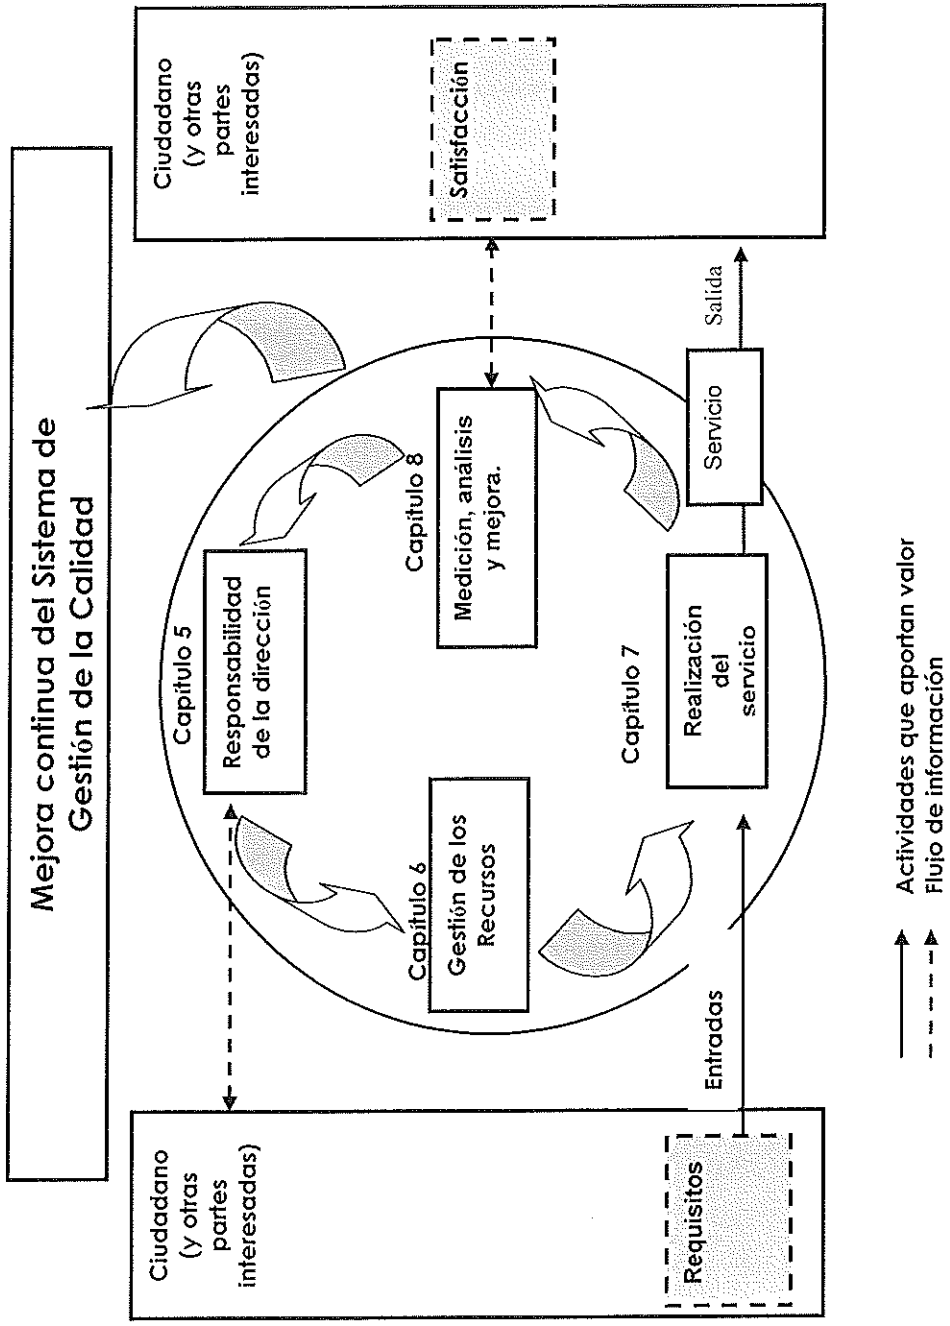 Mejora continua del Sistema de
Gestión de la Calidad
Ciudadano
(y otras
partes
interesadas)
Requisitos
Entradas
Capítulo 5
Responsabilidad
de la dirección
Capítulo 6
Gestión de los
Recursos
Capítulo 8
Medición, análisis
y mejora.
Capítulo 7
Realización
del
servicio
Servicio
Salida
Ciudadano
(y otras
partes
interesadas)
Satisfacción
Actividades que aportan valor
Flujo de información